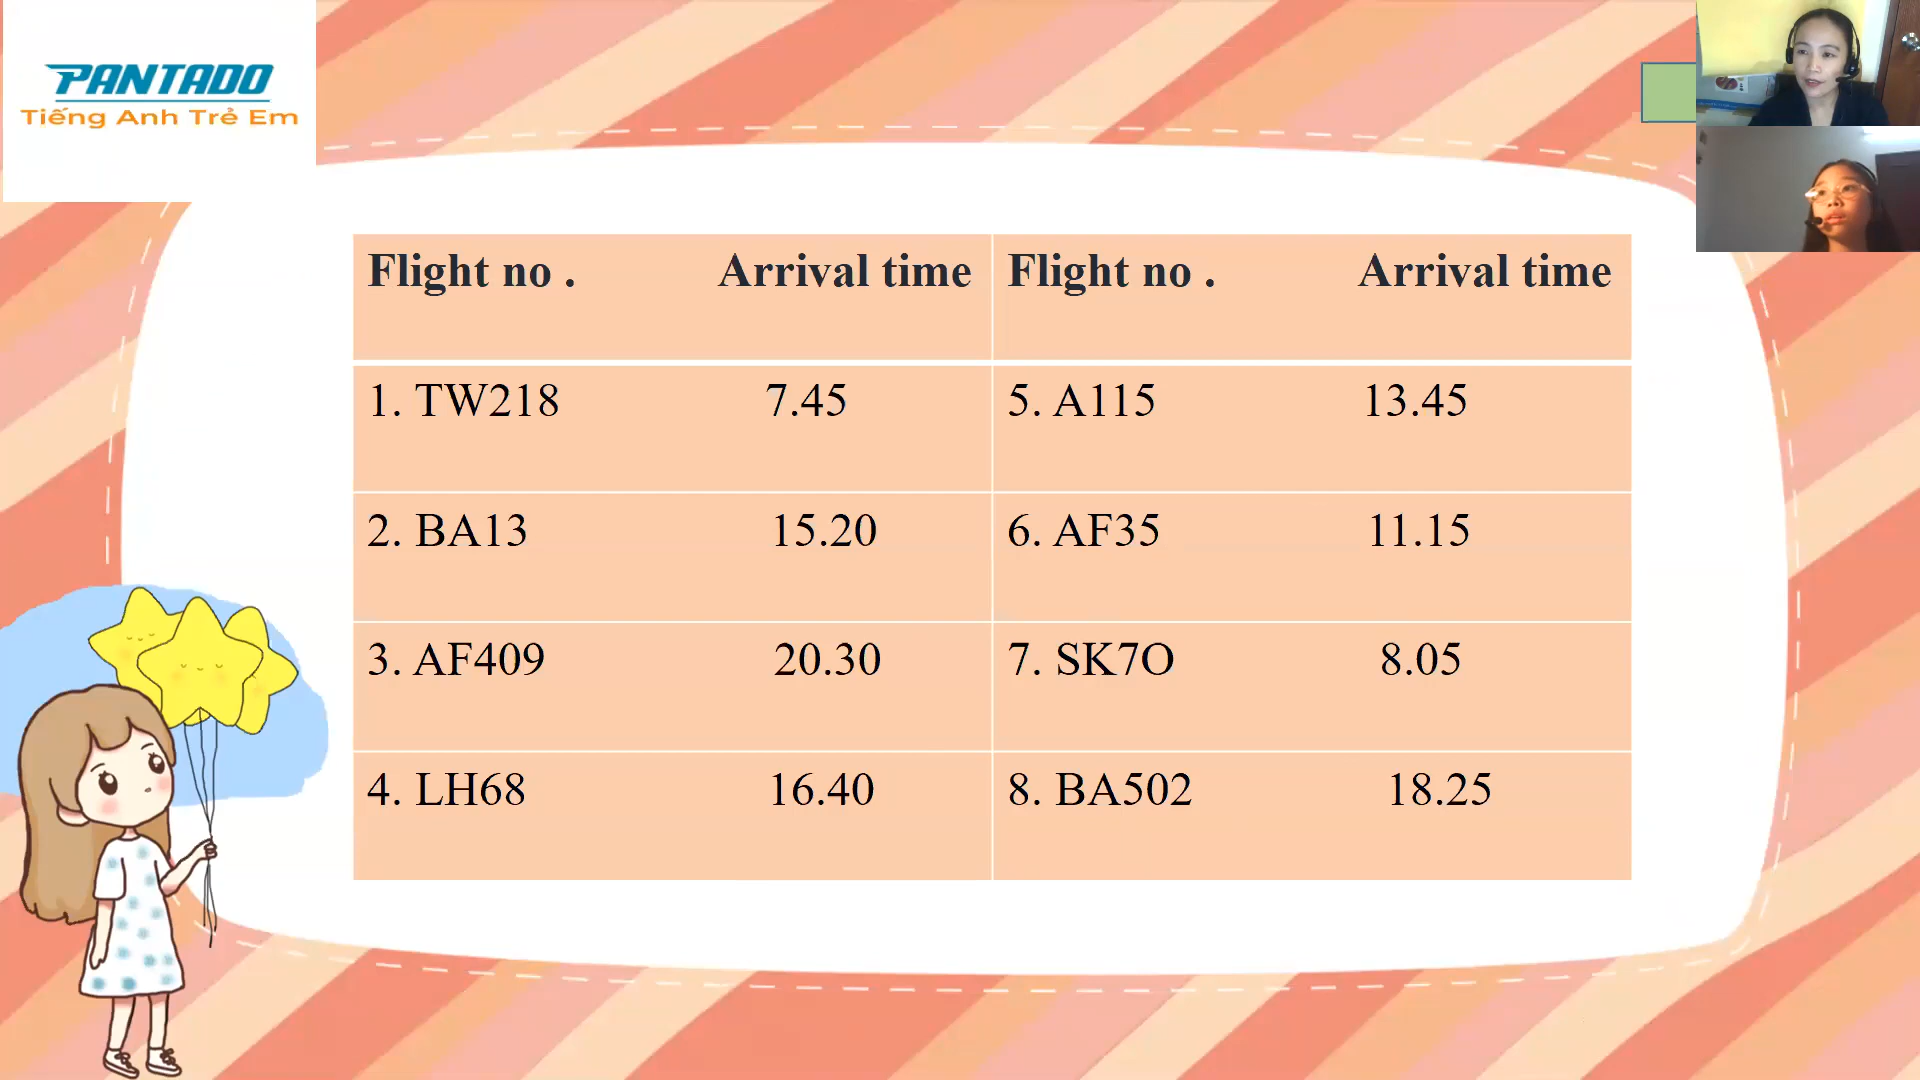 PANTADO
Tiếng Anh Trẻ Em
Flight no . Arrival time Flight no . Arrival time
1. TW218 7.45 5. A115 13.45
2. BA13 15.20 6. AF35 11.15
3. AF409 20.30 7. SK7O 8.05
4. LH68 16.40 8. BA502 18.25